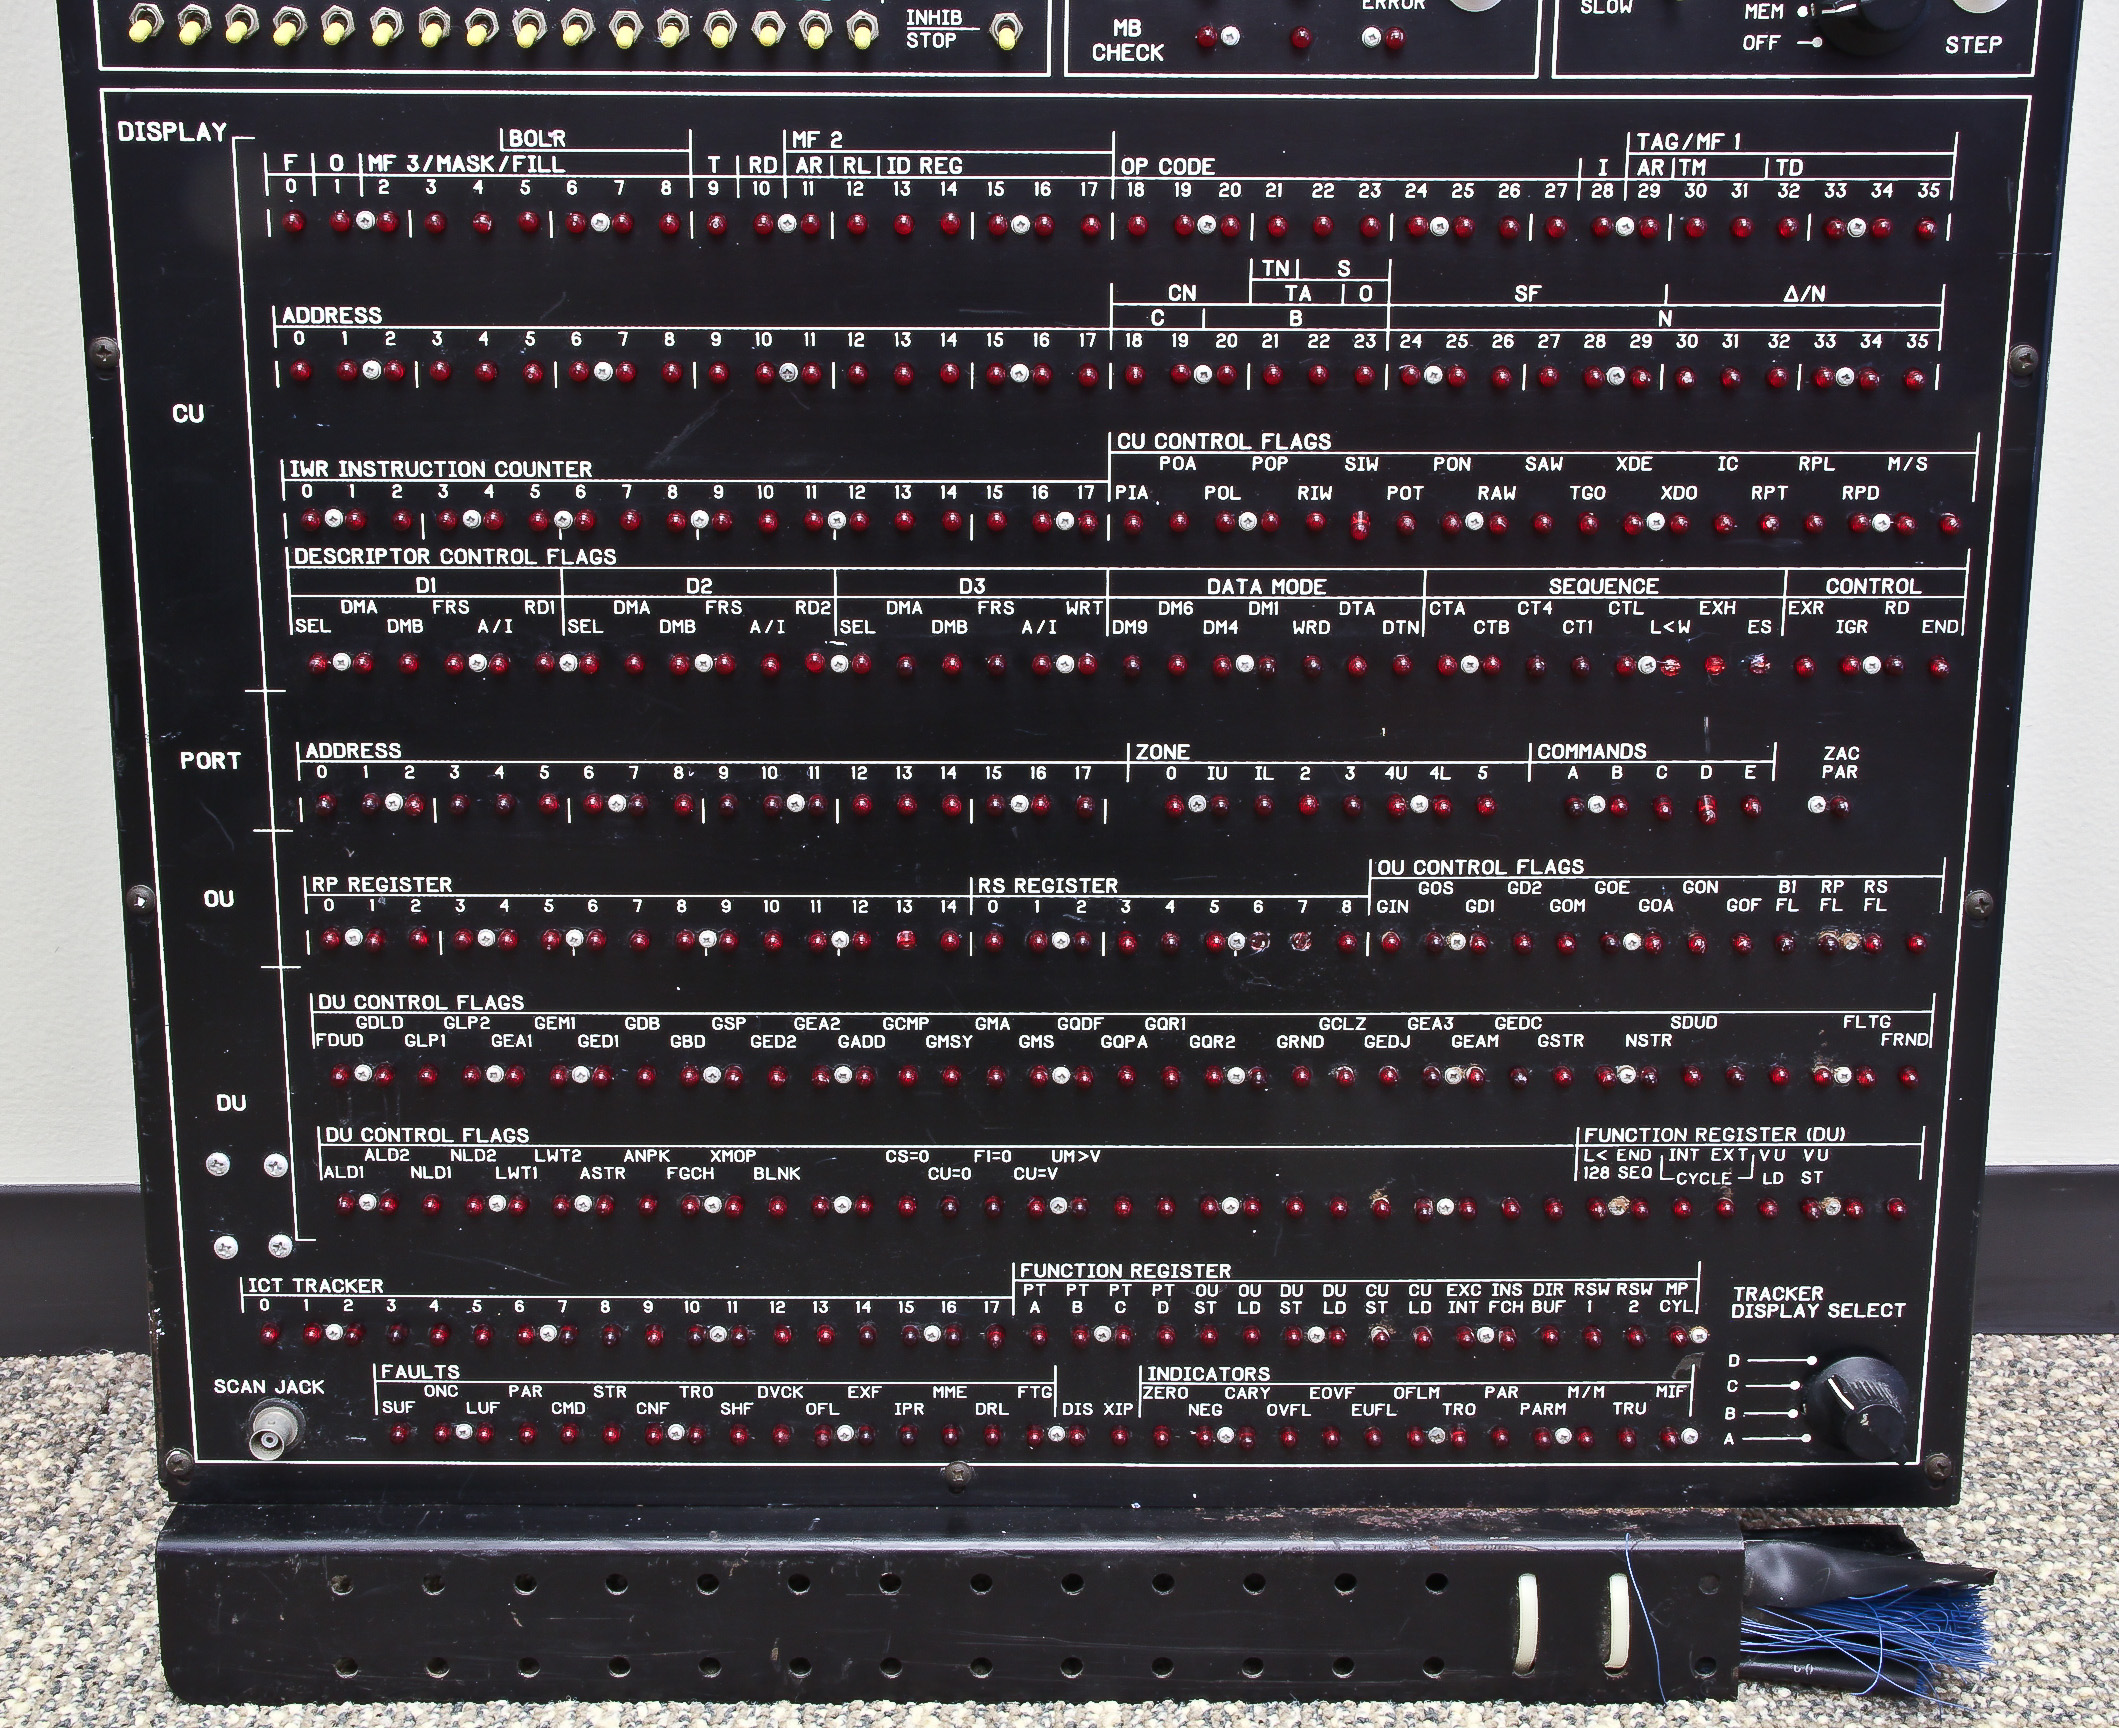 INHIB
STOP
MB
CHECK
ERROR
SLOW
MEM
OFF
STEP
DISPLAY
BOLR MF 2 TAG/MF 1
F O MF 3/MASK/FILL T RD AR RL ID REG OP CODE I AR TM TD
0 1 2 3 4 5 6 7 8 9 10 11 12 13 14 15 16 17 18 19 20 21 22 23 24 25 26 27 28 29 30 31 32 33 34 35
TN S
CN TA O SF Δ/N
ADDRESS C B N
0 1 2 3 4 5 6 7 8 9 10 11 12 13 14 15 16 17 18 19 20 21 22 23 24 25 26 27 28 29 30 31 32 33 34 35
CU
CU CONTROL FLAGS
IWR INSTRUCTION COUNTER POA POP SIW PON SAW XDE IC RPL M/S
0 1 2 3 4 5 6 7 8 9 10 11 12 13 14 15 16 17 PIA POL RIW POT RAW TGO XDO RPT RPD
DESCRIPTOR CONTROL FLAGS
D1 D2 D3 DATA MODE SEQUENCE CONTROL
DMA FRS RD1 DMA FRS RD2 DMA FRS WRT DM6 DM1 DTA CTA CT4 CTL EXH EXR RD
SEL DMB A/I SEL DMB A/I SEL DMB A/I DM9 DM4 WRD DTN CTB CT1 L<W ES IGR END
PORT
ADDRESS ZONE COMMANDS ZAC
0 1 2 3 4 5 6 7 8 9 10 11 12 13 14 15 16 17 0 IU IL 2 3 4U 4L 5 A B C D E PAR
OU
OU CONTROL FLAGS
RP REGISTER RS REGISTER GOS GD2 GOE GON B1 RP RS
0 1 2 3 4 5 6 7 8 9 10 11 12 13 14 0 1 2 3 4 5 6 7 8 GIN GD1 GOM GOA GOF FL FL FL
DU CONTROL FLAGS
GDLD GLP2 GEM1 GDB GSP GEA2 GCMP GMA GQDF GQR1 GCLZ GEA3 GEDC SDUD FLTG
FDUD GLP1 GEA1 GED1 GBD GED2 GADD GMSY GMS GQPA GQR2 GRND GEDJ GEAM GSTR NSTR FRND
DU
DU CONTROL FLAGS FUNCTION REGISTER (DU)
ALD2 NLD2 LWT2 ANPK XMOP CS=0 F1=0 UM>V L< END INT EXT VU VU
ALD1 NLD1 LWT1 ASTR FGCH BLNK CU=0 CU=V 128 SEQ CYCLE LD ST
FUNCTION REGISTER
ICT TRACKER PT PT PT PT OU OU DU DU CU CU EXC INS DIR RSW RSW MP
0 1 2 3 4 5 6 7 8 9 10 11 12 13 14 15 16 17 A B C D ST LD ST LD ST LD INT FCH BUF 1 2 CYL
TRACKER
DISPLAY SELECT
D
C
B
A
SCAN JACK
FAULTS INDICATORS
ONC PAR STR TRO DVCK EXF MME FTG ZERO CARY EOVF OFLM PAR M/M MIF
SUF LUF CMD CNF SHF OFL IPR DRL DIS XIP NEG OVFL EUFL TRO PARM TRU